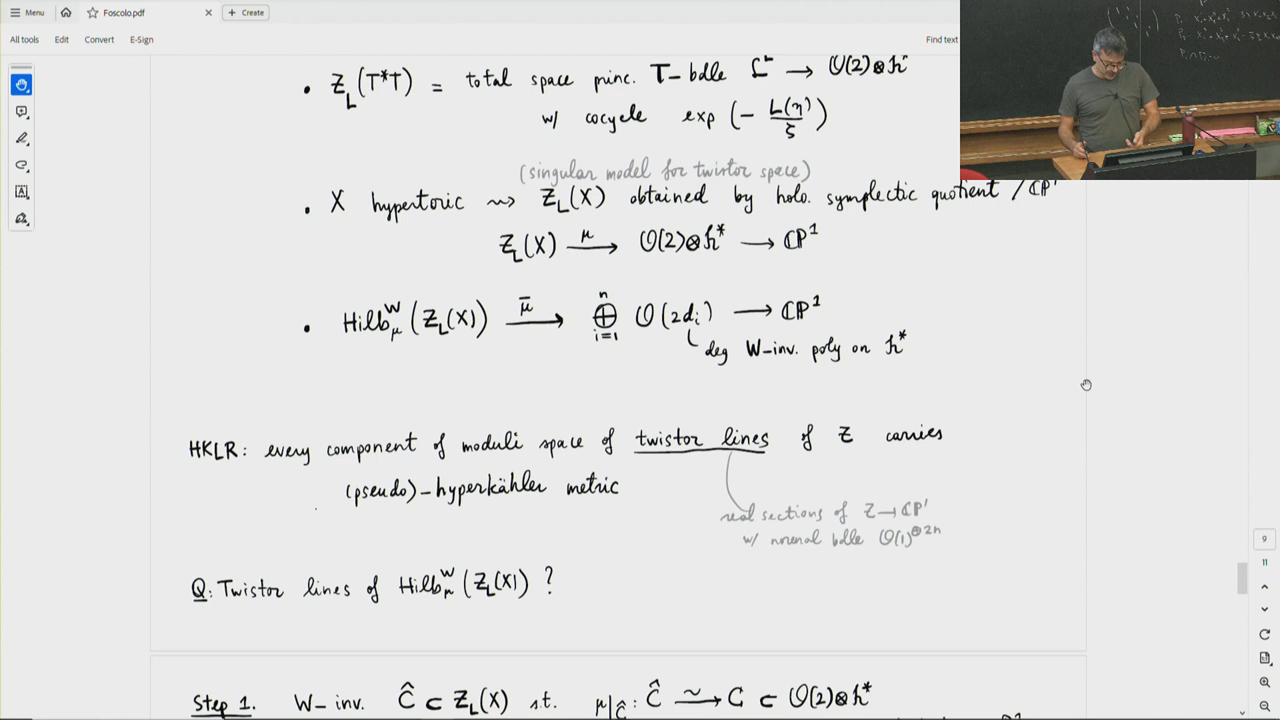 Menu
Foscolo.pdf
Create
All tools Edit Convert E-Sign
Find text
• Z_L(T*T) = total space princ. T-bdle L^L → O(2)⊗h*
w/ cocycle exp (− L(η)/ζ)
(singular model for twistor space)
• X hypertoric ⇝ Z_L(X) obtained by holo. symplectic quotient / CP¹
Z_L(X) →^μ O(2)⊗h* → CP¹
• Hilb^W_μ (Z_L(X)) →^μ̄ ⊕_{i=1}^n O(2d_i) → CP¹
deg W-inv. poly on h*
HKLR: every component of moduli space of twistor lines of Z carries
(pseudo)-hyperkähler metric
real sections of Z → CP¹
w/ normal bdle O(1)^{⊕2n}
Q: Twistor lines of Hilb^W_μ (Z_L(X)) ?
Step 1. W-inv. Ĉ ⊂ Z_L(X) s.t. μ|_Ĉ : Ĉ →^~ C ⊂ O(2)⊗h*
9
11